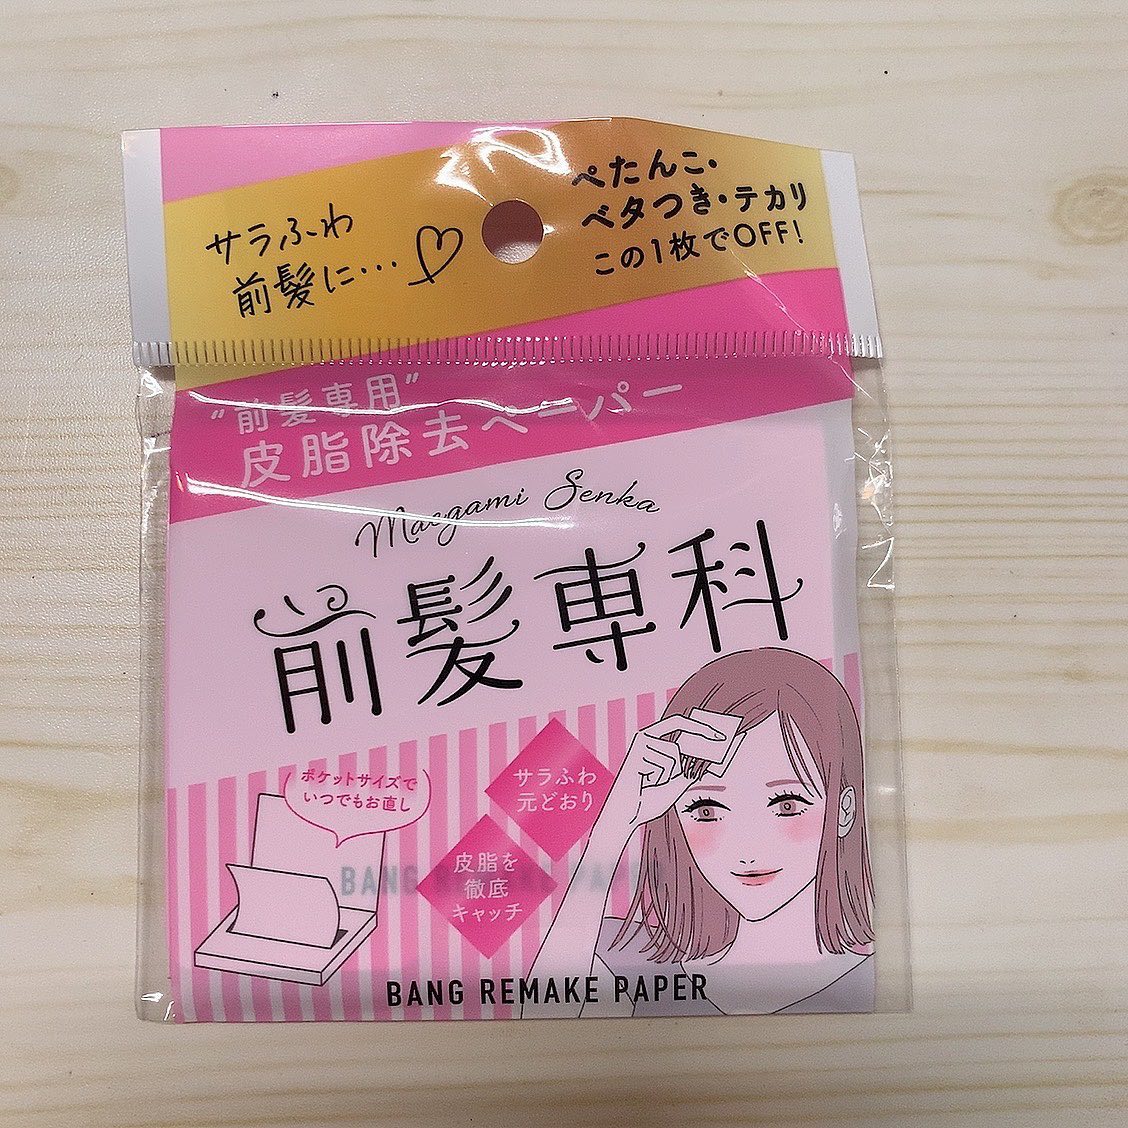 サラふわ
前髪に…♡
ぺたんこ・
ベタつき・テカリ
この1枚でOFF!
"前髪専用"
皮脂除去ペーパー
Maegami Senka
前髪専科
ポケットサイズで
いつでもお直し
サラふわ
元どおり
皮脂を
徹底
キャッチ
BANG REMAKE PAPER